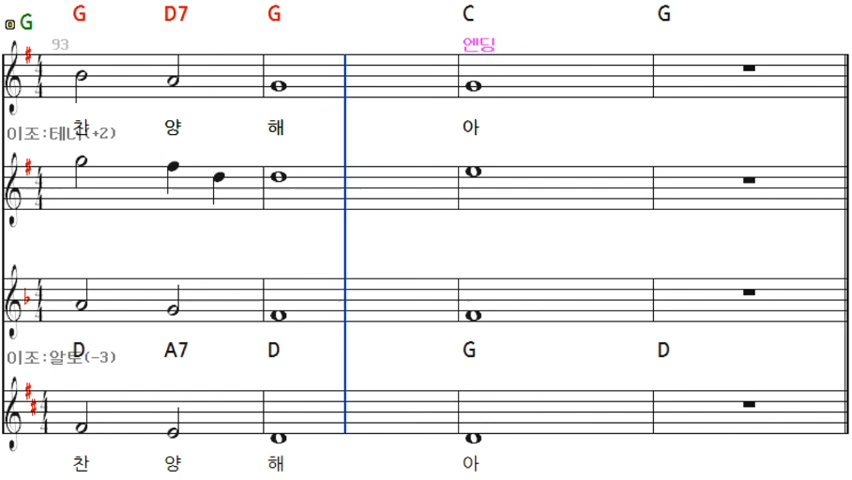 G D7 G C G
G
93 엔딩
찬 양 해 아
이조:테너(+2)
D A7 D G D
이조:알토(-3)
찬 양 해 아